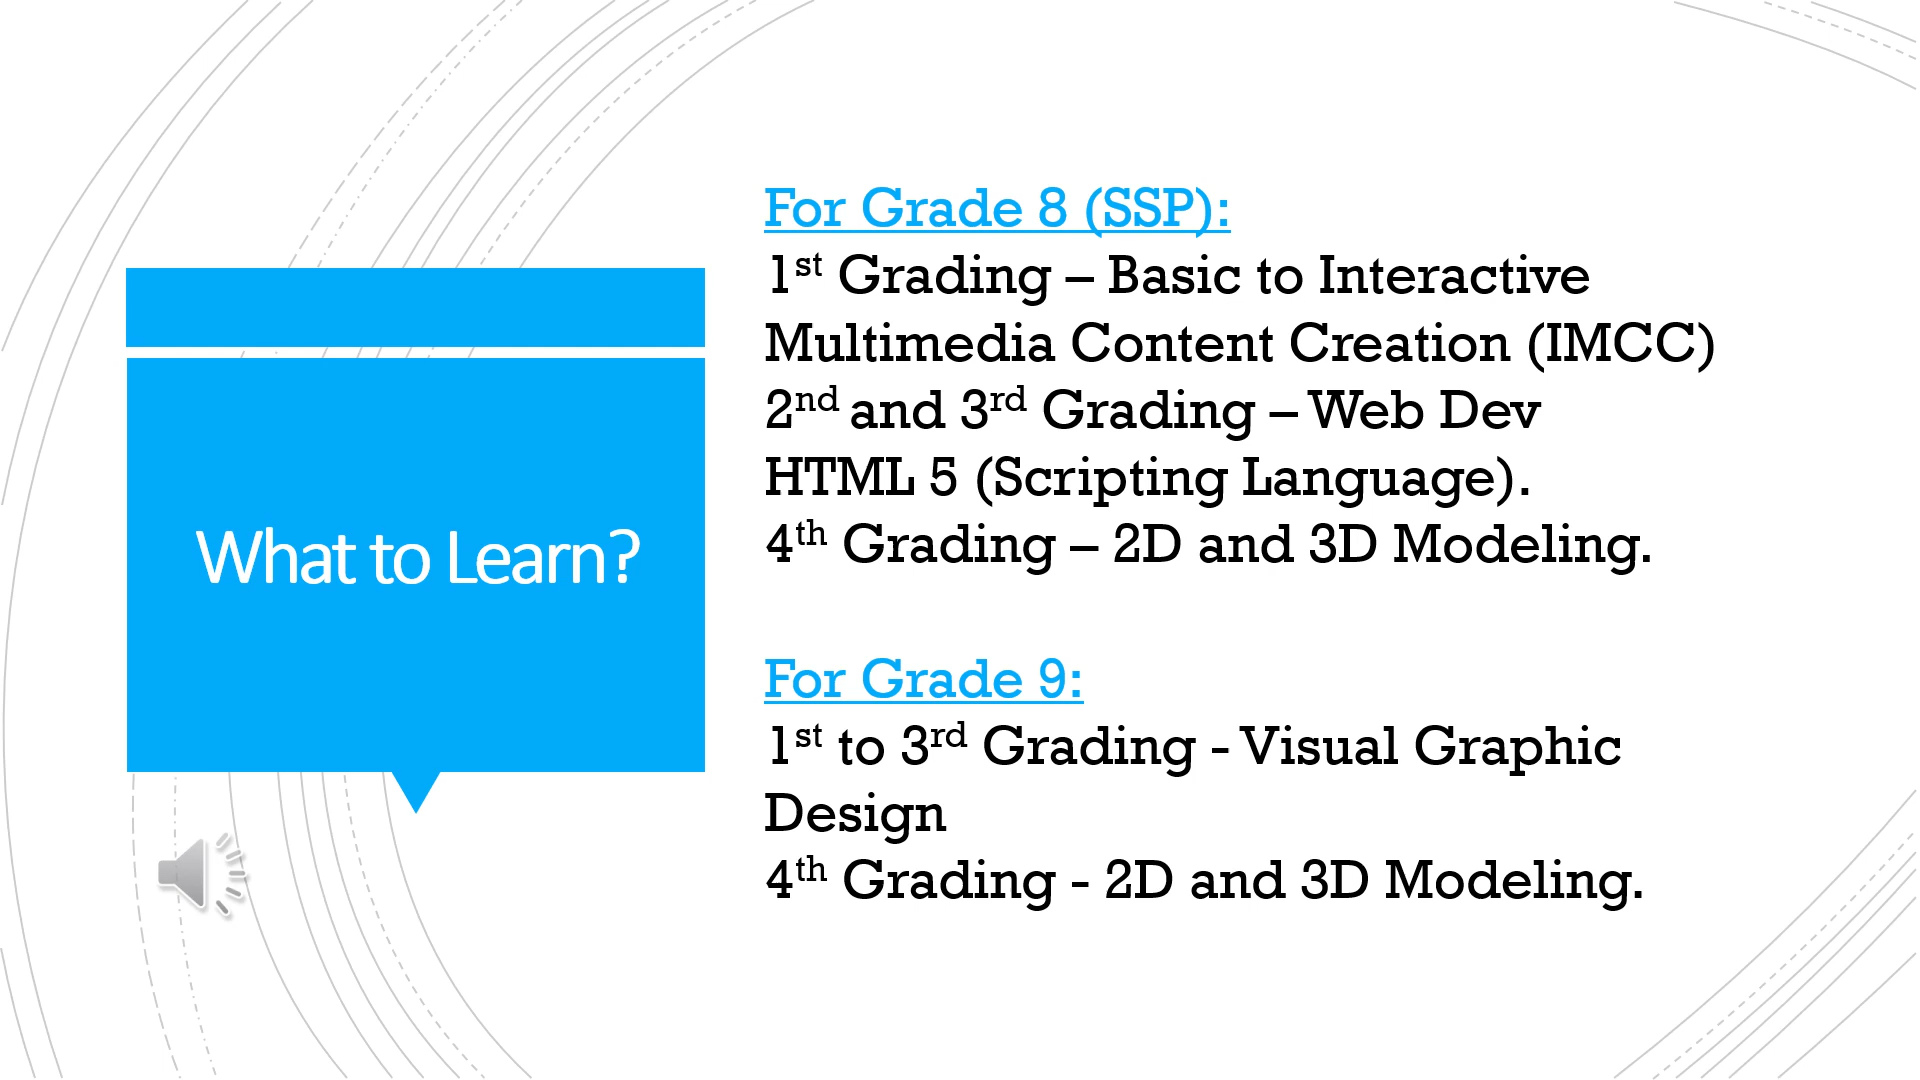 What to Learn?
For Grade 8 (SSP):
1st Grading – Basic to Interactive
Multimedia Content Creation (IMCC)
2nd and 3rd Grading – Web Dev
HTML 5 (Scripting Language).
4th Grading – 2D and 3D Modeling.
For Grade 9:
1st to 3rd Grading - Visual Graphic
Design
4th Grading - 2D and 3D Modeling.